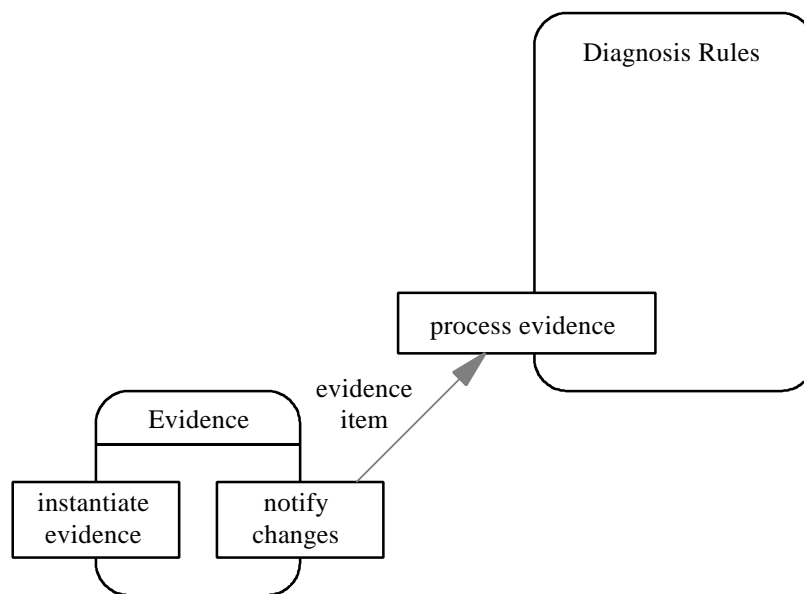 Diagnosis Rules
process evidence
evidence
item
Evidence
instantiate
evidence
notify
changes